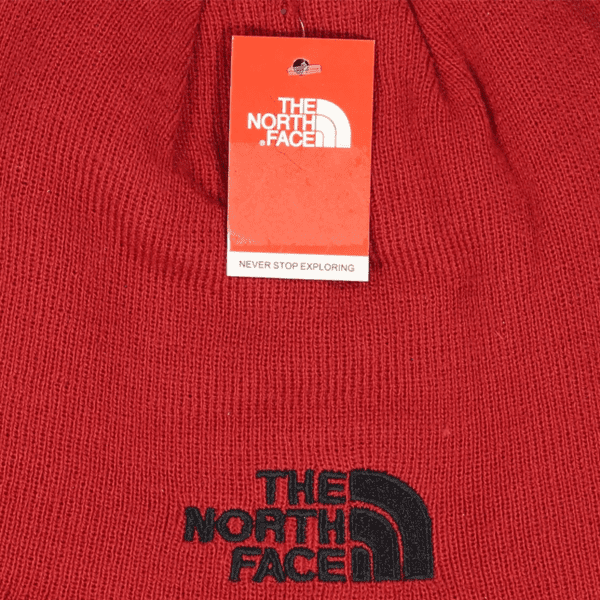 THE
NORTH
.FACE
NEVER STOP EXPLORING
THE
NORTH
FACE